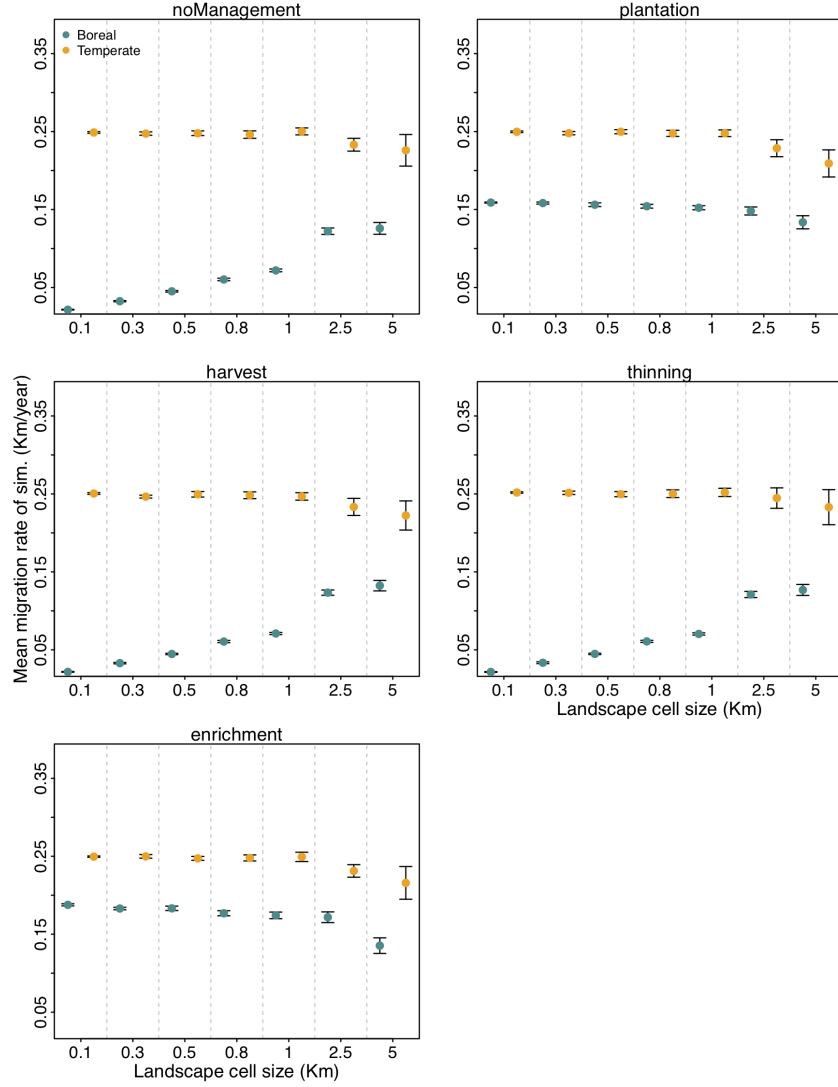 noManagement
Boreal
Temperate
0.35
0.25
0.15
0.05
0.1 0.3 0.5 0.8 1 2.5 5
plantation
0.35
0.25
0.15
0.05
0.1 0.3 0.5 0.8 1 2.5 5
Mean migration rate of sim. (Km/year)
harvest
0.35
0.25
0.15
0.05
0.1 0.3 0.5 0.8 1 2.5 5
thinning
0.35
0.25
0.15
0.05
0.1 0.3 0.5 0.8 1 2.5 5
Landscape cell size (Km)
enrichment
0.35
0.25
0.15
0.05
0.1 0.3 0.5 0.8 1 2.5 5
Landscape cell size (Km)